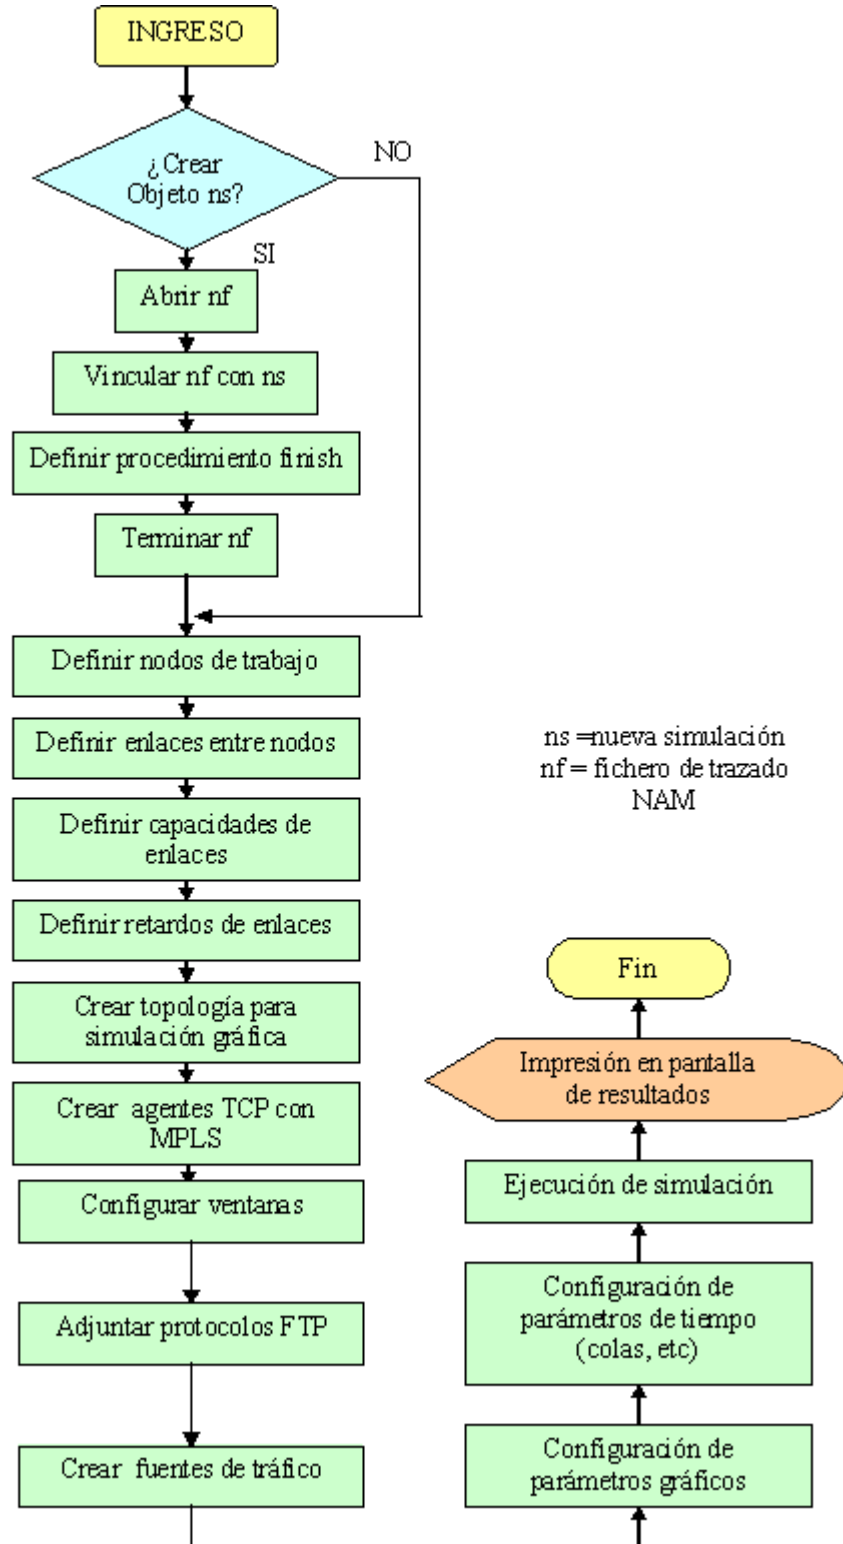 INGRESO
¿Crear
Objeto ns?
NO
SI
Abrir nf
Vincular nf con ns
Definir procedimiento finish
Terminar nf
Definir nodos de trabajo
Definir enlaces entre nodos
Definir capacidades de
enlaces
Definir retardos de enlaces
Crear topología para
simulación gráfica
Crear agentes TCP con
MPLS
Configurar ventanas
Adjuntar protocolos FTP
Crear fuentes de tráfico
ns =nueva simulación
nf = fichero de trazado
NAM
Fin
Impresión en pantalla
de resultados
Ejecución de simulación
Configuración de
parámetros de tiempo
(colas, etc)
Configuración de
parámetros gráficos